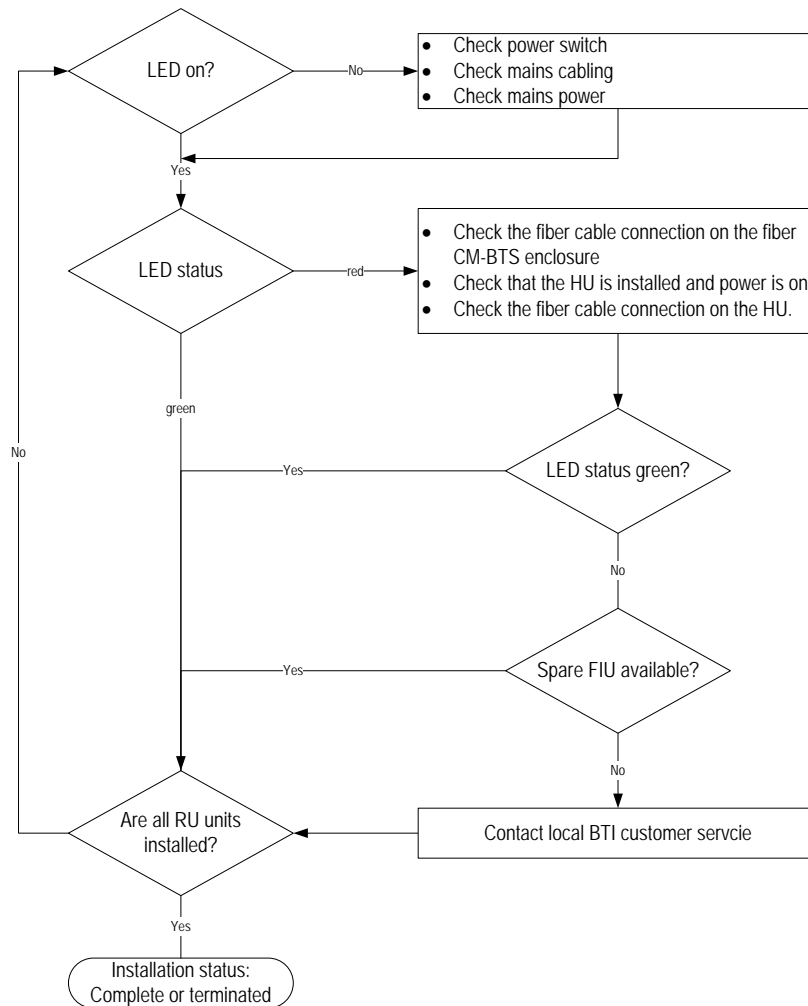 LED on?
No
● Check power switch
● Check mains cabling
● Check mains power
Yes
LED status
red
● Check the fiber cable connection on the fiber
CM-BTS enclosure
● Check that the HU is installed and power is on
● Check the fiber cable connection on the HU.
green
No
LED status green?
Yes
No
Spare FIU available?
Yes
No
Are all RU units
installed?
Contact local BTI customer servcie
Yes
Installation status:
Complete or terminated